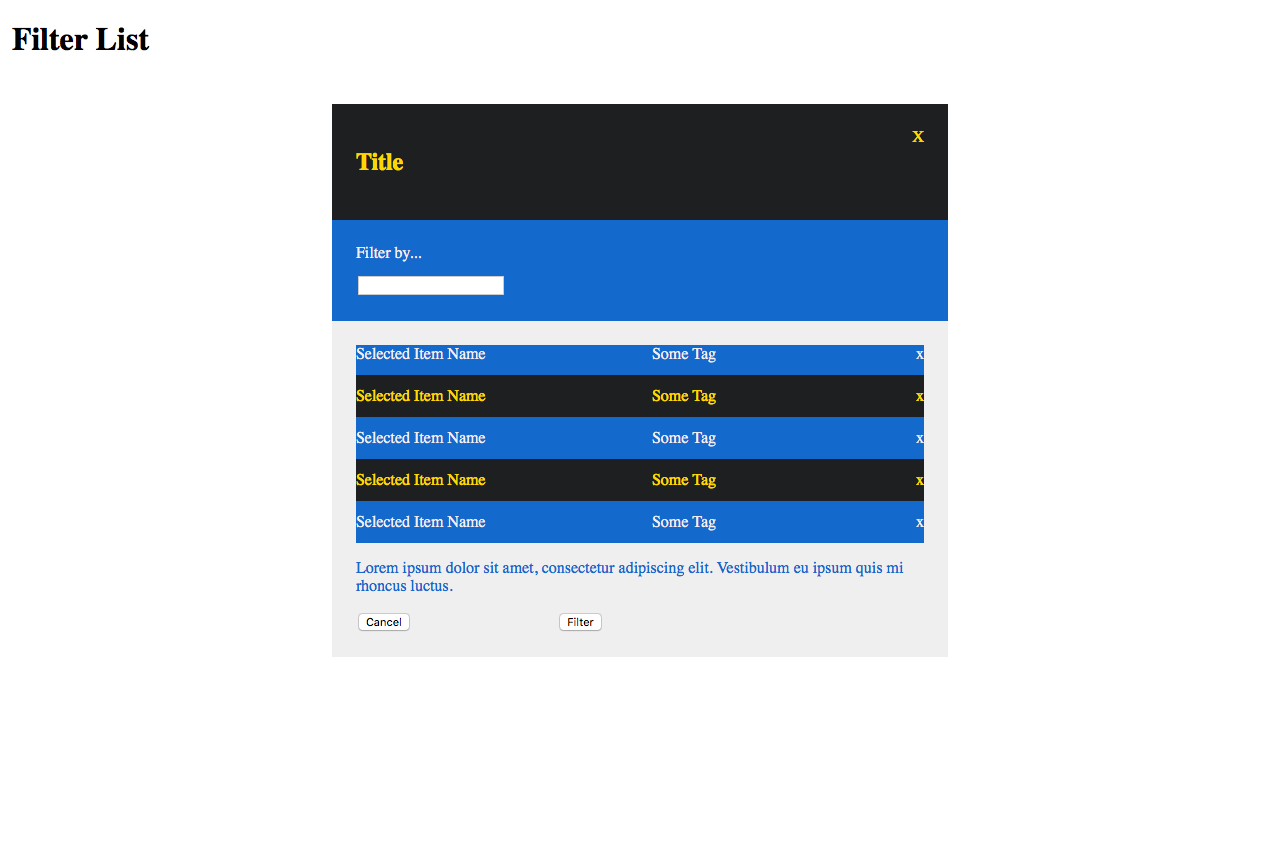 Filter List
x
Title
Filter by...
Selected Item Name Some Tag x
Selected Item Name Some Tag x
Selected Item Name Some Tag x
Selected Item Name Some Tag x
Selected Item Name Some Tag x
Lorem ipsum dolor sit amet, consectetur adipiscing elit. Vestibulum eu ipsum quis mi
rhoncus luctus.
Cancel Filter